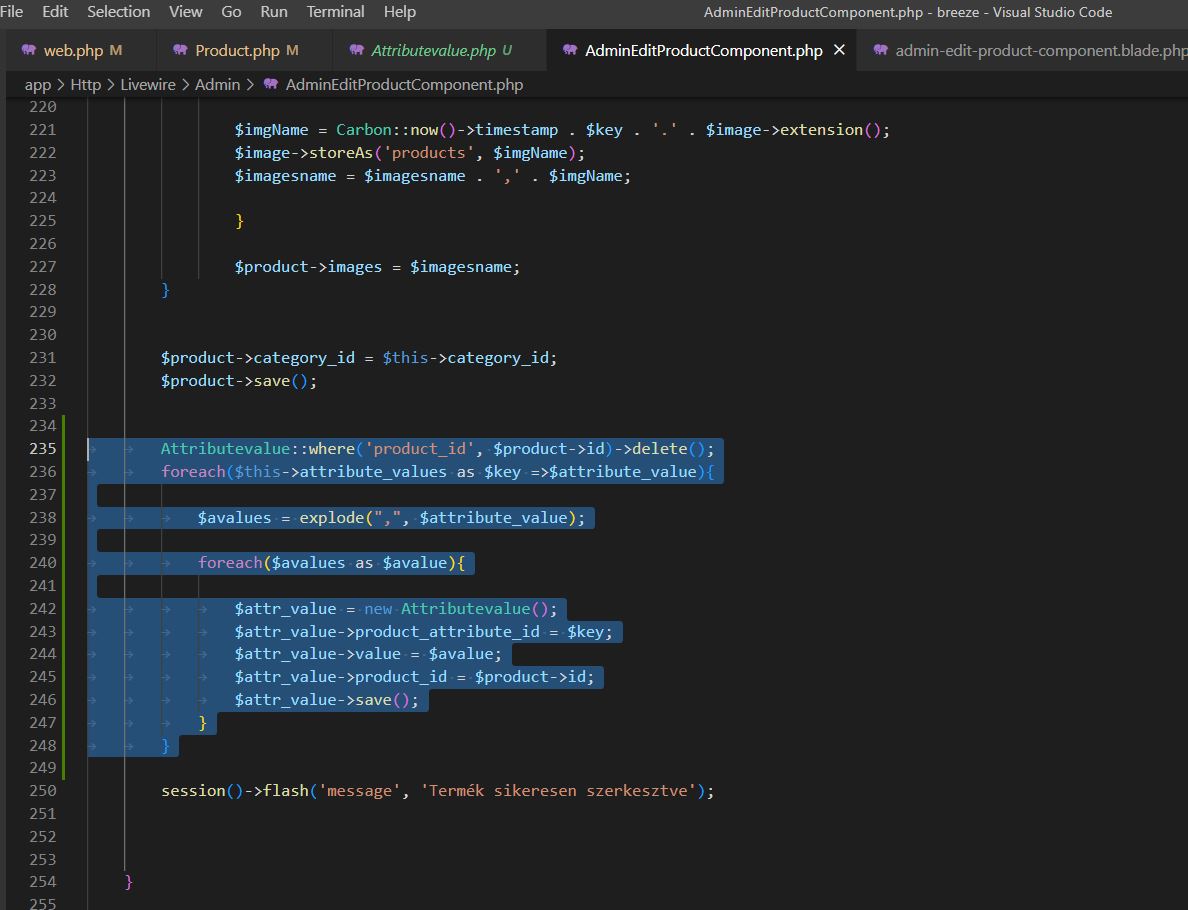 File Edit Selection View Go Run Terminal Help AdminEditProductComponent.php - breeze - Visual Studio Code
web.php M Product.php M Attributevalue.php U AdminEditProductComponent.php × admin-edit-product-component.blade.php
app > Http > Livewire > Admin > AdminEditProductComponent.php
220
221 $imgName = Carbon::now()->timestamp . $key . '.' . $image->extension();
222 $image->storeAs('products', $imgName);
223 $imagesname = $imagesname . ',' . $imgName;
224
225 }
226
227 $product->images = $imagesname;
228 }
229
230
231 $product->category_id = $this->category_id;
232 $product->save();
233
234
235 Attributevalue::where('product_id', $product->id)->delete();
236 foreach($this->attribute_values as $key =>$attribute_value){
237
238 $avalues = explode(",", $attribute_value);
239
240 foreach($avalues as $avalue){
241
242 $attr_value = new Attributevalue();
243 $attr_value->product_attribute_id = $key;
244 $attr_value->value = $avalue;
245 $attr_value->product_id = $product->id;
246 $attr_value->save();
247 }
248 }
249
250 session()->flash('message', 'Termék sikeresen szerkesztve');
251
252
253
254 }
255